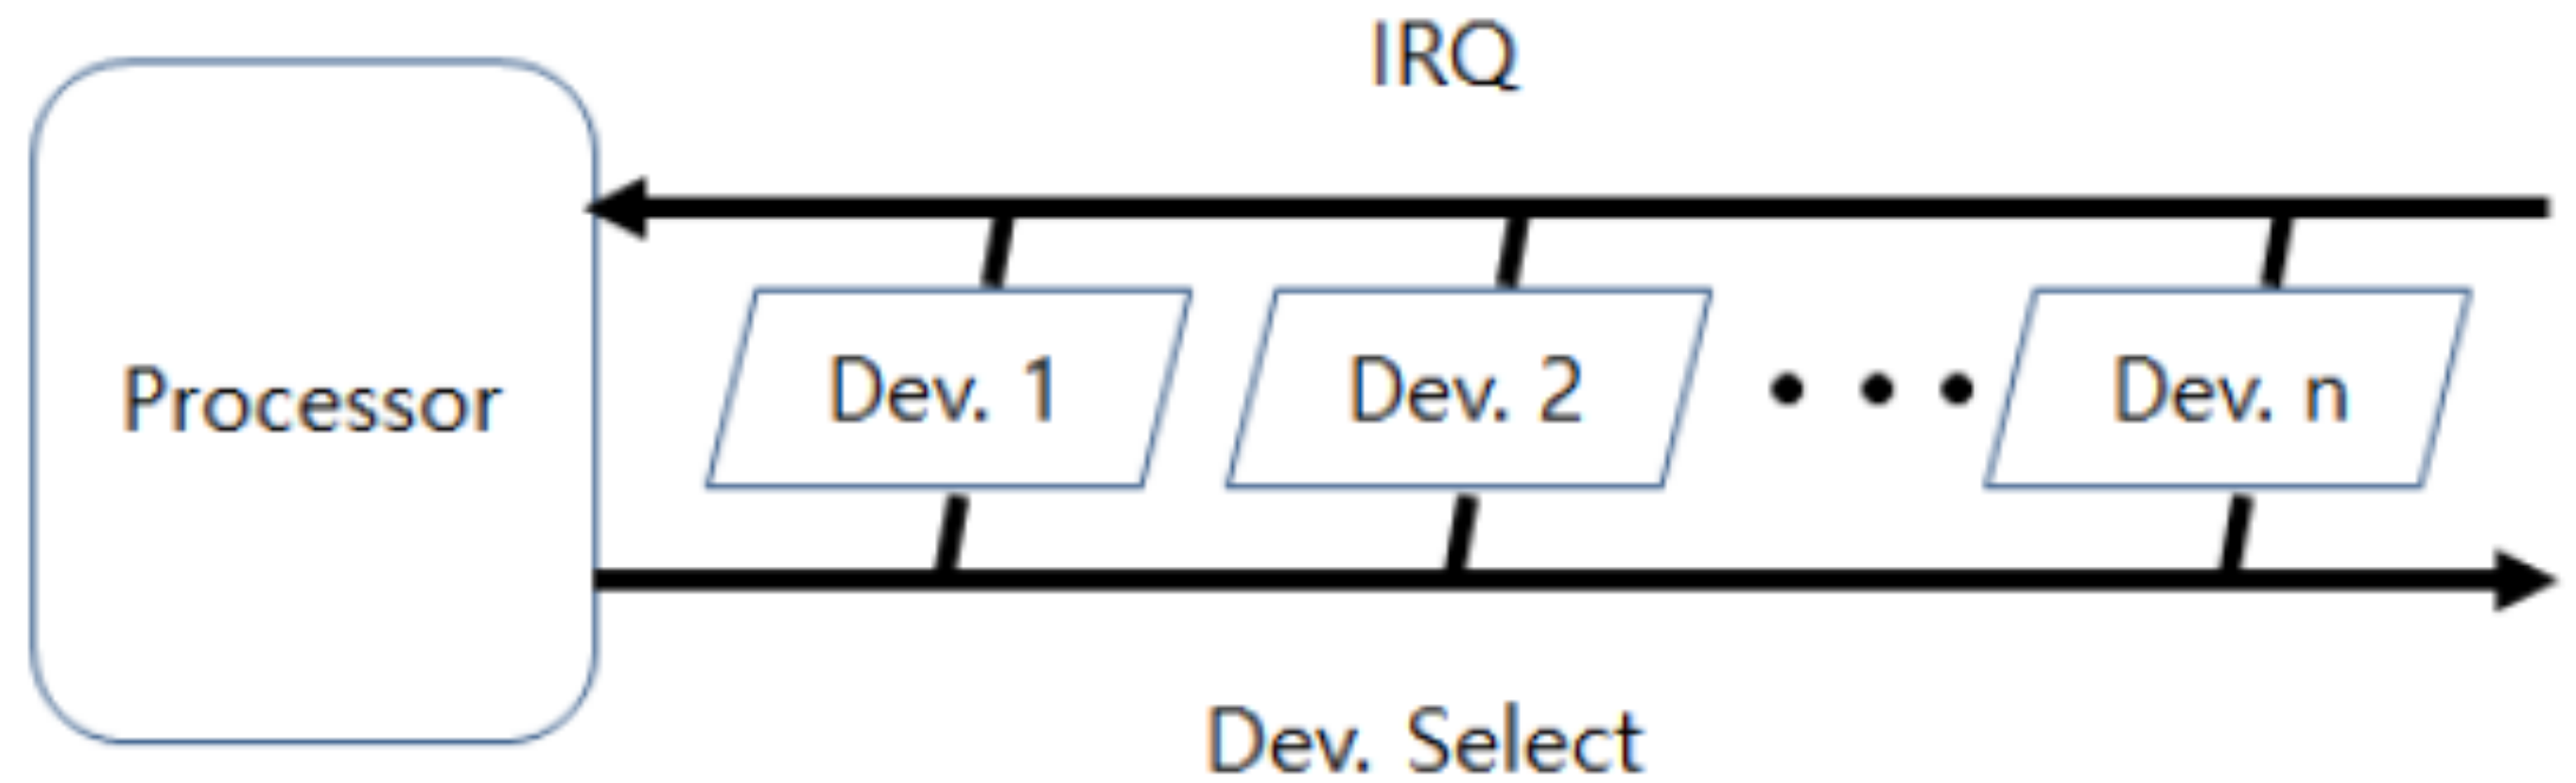 IRQ
Processor
Dev. 1
Dev. 2
Dev. n
Dev. Select